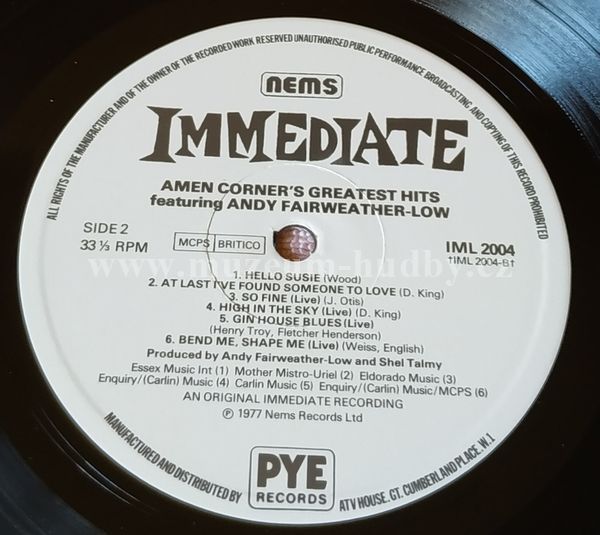 ALL RIGHTS OF THE MANUFACTURER AND OF THE OWNER OF THE RECORDED WORK RESERVED UNAUTHORISED PUBLIC PERFORMANCE BROADCASTING AND COPYING OF THIS RECORD PROHIBITED
nems
IMMEDIATE
AMEN CORNER'S GREATEST HITS
featuring ANDY FAIRWEATHER-LOW
SIDE 2
33 ⅓ RPM
MCPS BRITICO
IML 2004
†IML 2004-B†
www.muzeum-hudby.cz
1. HELLO SUSIE (Wood)
2. AT LAST I'VE FOUND SOMEONE TO LOVE (D. King)
3. SO FINE (Live) (J. Otis)
4. HIGH IN THE SKY (Live) (D. King)
5. GIN HOUSE BLUES (Live)
(Henry Troy, Fletcher Henderson)
6. BEND ME, SHAPE ME (Live) (Weiss, English)
Produced by Andy Fairweather-Low and Shel Talmy
Essex Music Int (1) Mother Mistro-Uriel (2) Eldorado Music (3)
Enquiry/(Carlin) Music (4) Carlin Music (5) Enquiry/(Carlin) Music/MCPS (6)
AN ORIGINAL IMMEDIATE RECORDING
℗ 1977 Nems Records Ltd
MANUFACTURED AND DISTRIBUTED BY
PYE
RECORDS
ATV HOUSE. GT. CUMBERLAND PLACE. W.1